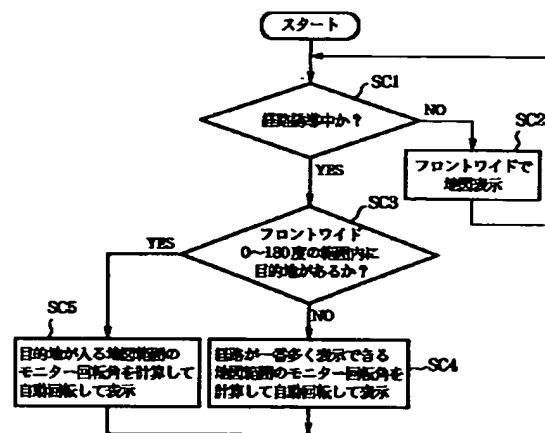 スタート
SC1
経路誘導中か?
NO
SC2
フロントワイドで
地図表示
YES
SC3
フロントワイド
0〜180度の範囲内に
目的地があるか?
YES
NO
SC5
目的地が入る地図範囲の
モニター回転角を計算して
自動回転して表示
経路が一番多く表示できる
地図範囲のモニター回転角を
計算して自動回転して表示
SC4